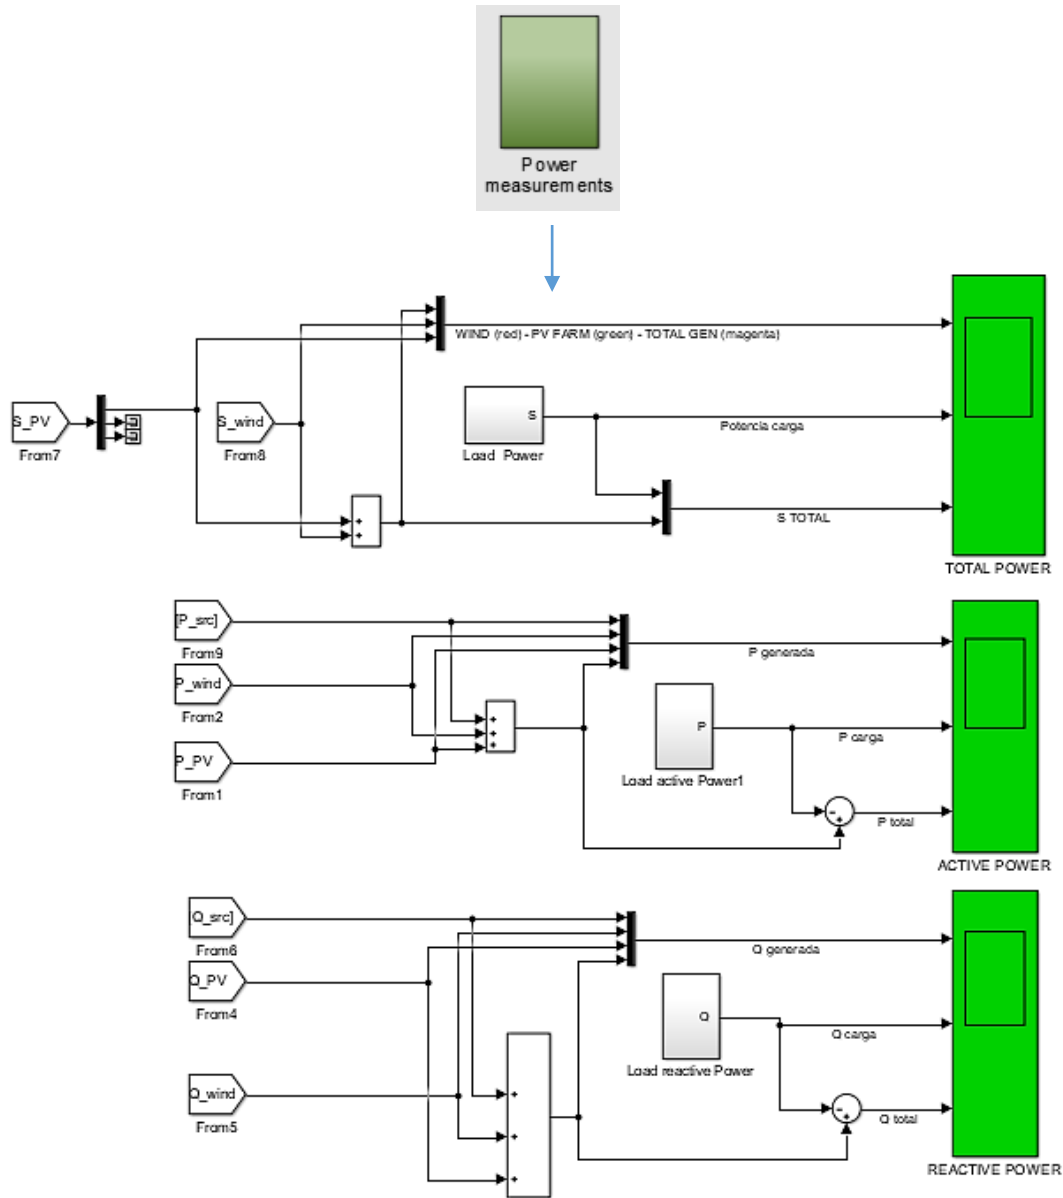 Power
measurements
WIND (red) - PV FARM (green) - TOTAL GEN (magenta)
S_PV
From7
S_wind
From8
S
Load Power
Potencia carga
+
+
S TOTAL
TOTAL POWER
[P_src]
From9
P_wind
From2
P_PV
From1
+
+
+
P generada
P
Load active Power1
P carga
-
+
P total
ACTIVE POWER
Q_src]
From6
Q_PV
From4
Q_wind
From5
+
+
+
Q generada
Q
Load reactive Power
Q carga
-
+
Q total
REACTIVE POWER